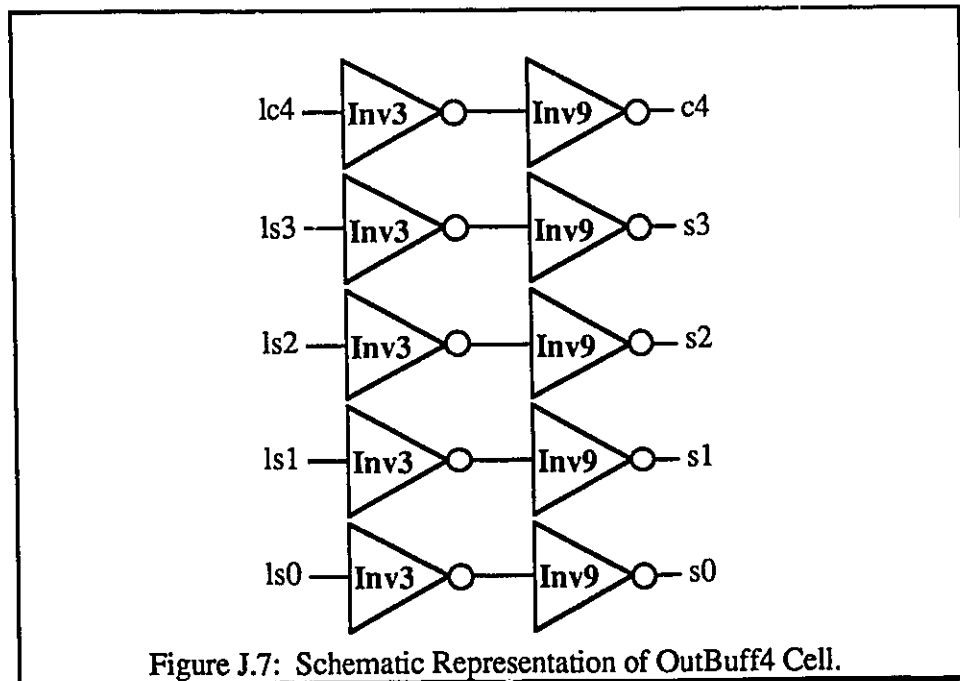 lc4 Inv3 Inv9 c4
ls3 Inv3 Inv9 s3
ls2 Inv3 Inv9 s2
ls1 Inv3 Inv9 s1
ls0 Inv3 Inv9 s0
Figure J.7: Schematic Representation of OutBuff4 Cell.